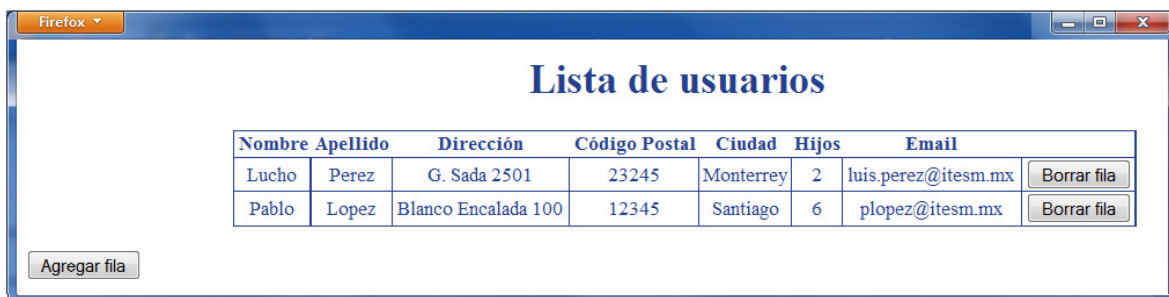 Firefox
Lista de usuarios
Nombre Apellido Dirección Código Postal Ciudad Hijos Email
Lucho Perez G. Sada 2501 23245 Monterrey 2 luis.perez@itesm.mx Borrar fila
Pablo Lopez Blanco Encalada 100 12345 Santiago 6 plopez@itesm.mx Borrar fila
Agregar fila